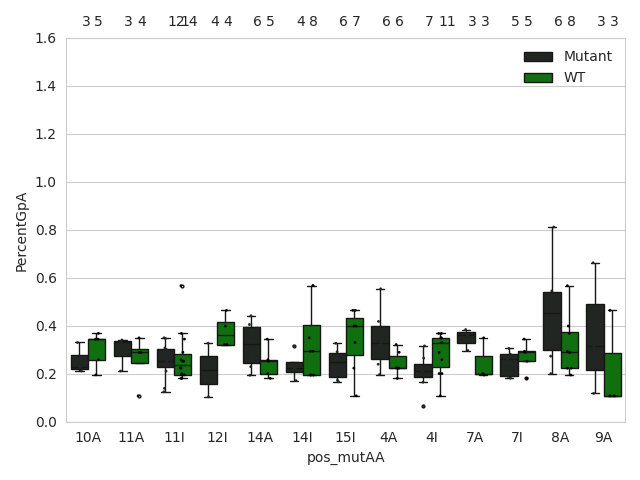 3 5 3 4 12 14 4 4 6 5 4 8 6 7 6 6 7 11 3 3 5 5 6 8 3 3
1.6
Mutant
WT
1.4
1.2
1.0
0.8
0.6
0.4
0.2
0.0
PercentGpA
10A 11A 11I 12I 14A 14I 15I 4A 4I 7A 7I 8A 9A
pos_mutAA